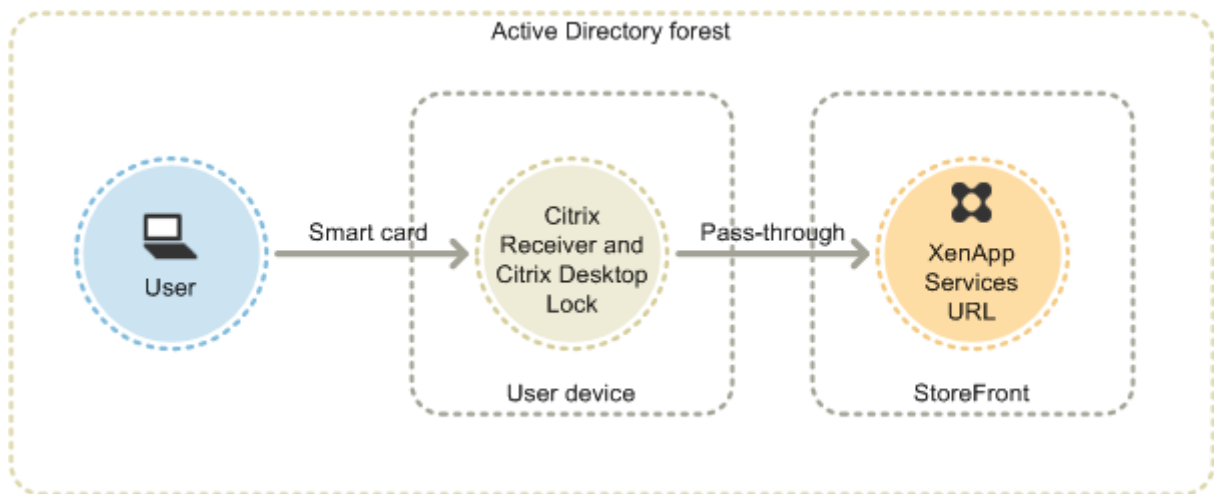 Active Directory forest
User
Smart card
Citrix
Receiver and
Citrix Desktop
Lock
User device
Pass-through
XenApp
Services
URL
StoreFront